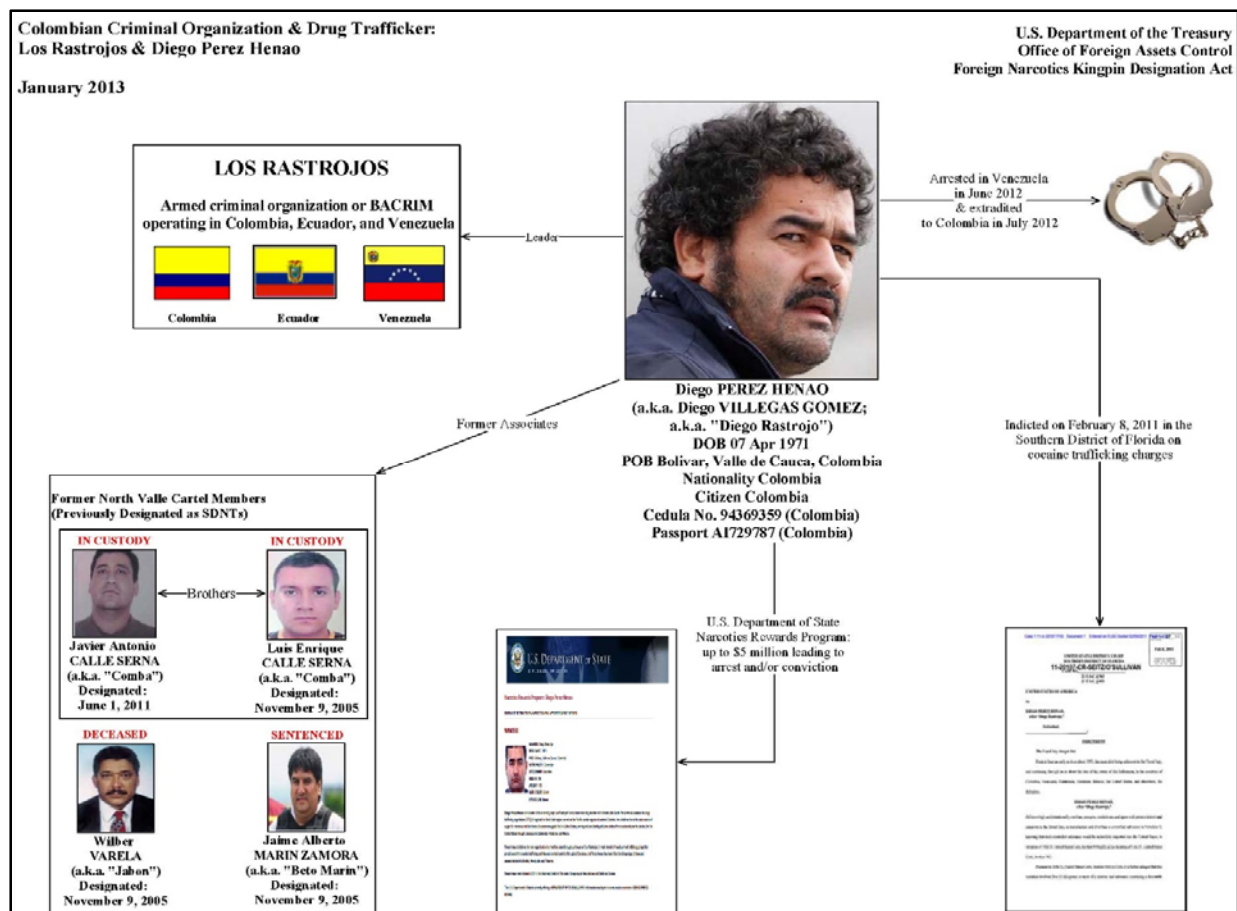 Colombian Criminal Organization & Drug Trafficker:
Los Rastrojos & Diego Perez Henao
January 2013
U.S. Department of the Treasury
Office of Foreign Assets Control
Foreign Narcotics Kingpin Designation Act
LOS RASTROJOS
Armed criminal organization or BACRIM
operating in Colombia, Ecuador, and Venezuela
Colombia
Ecuador
Venezuela
Leader
Arrested in Venezuela
in June 2012
& extradited
to Colombia in July 2012
Diego PEREZ HENAO
(a.k.a. Diego VILLEGAS GOMEZ;
a.k.a. "Diego Rastrojo")
DOB 07 Apr 1971
POB Bolivar, Valle de Cauca, Colombia
Nationality Colombia
Citizen Colombia
Cedula No. 94369359 (Colombia)
Passport AI729787 (Colombia)
Former Associates
Indicted on February 8, 2011 in the
Southern District of Florida on
cocaine trafficking charges
Former North Valle Cartel Members
(Previously Designated as SDNTs)
IN CUSTODY
Javier Antonio
CALLE SERNA
(a.k.a. "Comba")
Designated:
June 1, 2011
Brothers
IN CUSTODY
Luis Enrique
CALLE SERNA
(a.k.a. "Comba")
Designated:
November 9, 2005
DECEASED
Wilber
VARELA
(a.k.a. "Jabon")
Designated:
November 9, 2005
SENTENCED
Jaime Alberto
MARIN ZAMORA
(a.k.a. "Beto Marin")
Designated:
November 9, 2005
U.S. Department of State
Narcotics Rewards Program:
up to $5 million leading to
arrest and/or conviction
U.S. DEPARTMENT OF STATE